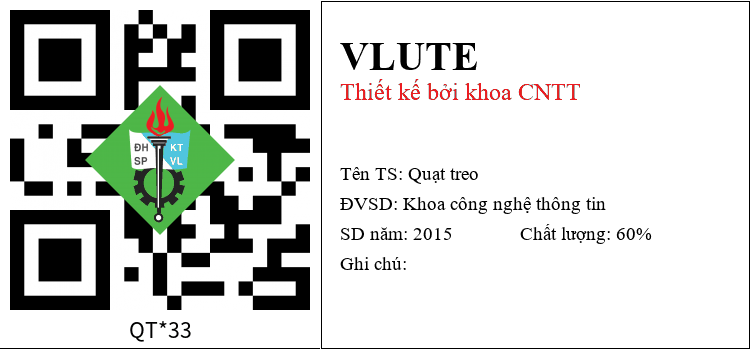 ĐH KT
SP VL
QT*33
VLUTE
Thiết kế bởi khoa CNTT
Tên TS: Quạt treo
ĐVSD: Khoa công nghệ thông tin
SD năm: 2015 Chất lượng: 60%
Ghi chú: